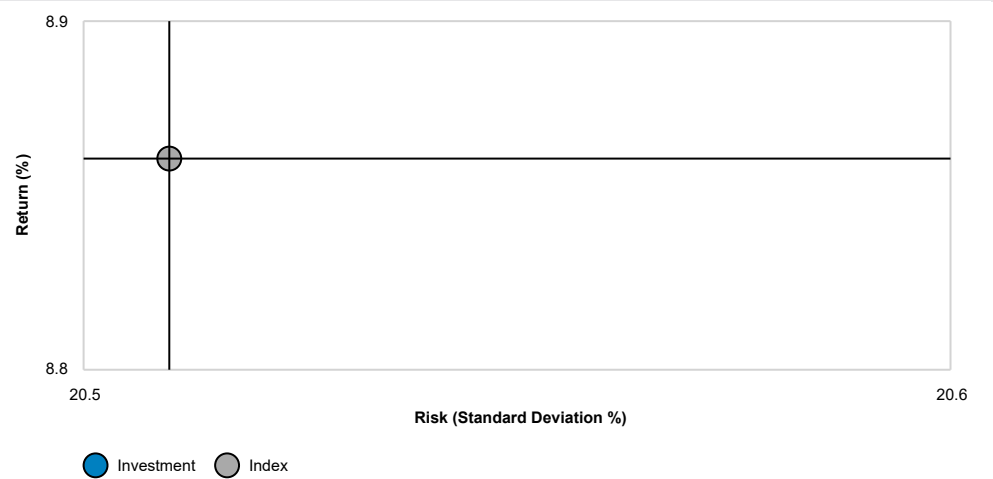 8.9
Return (%)
8.8
20.5
20.6
Risk (Standard Deviation %)
Investment
Index